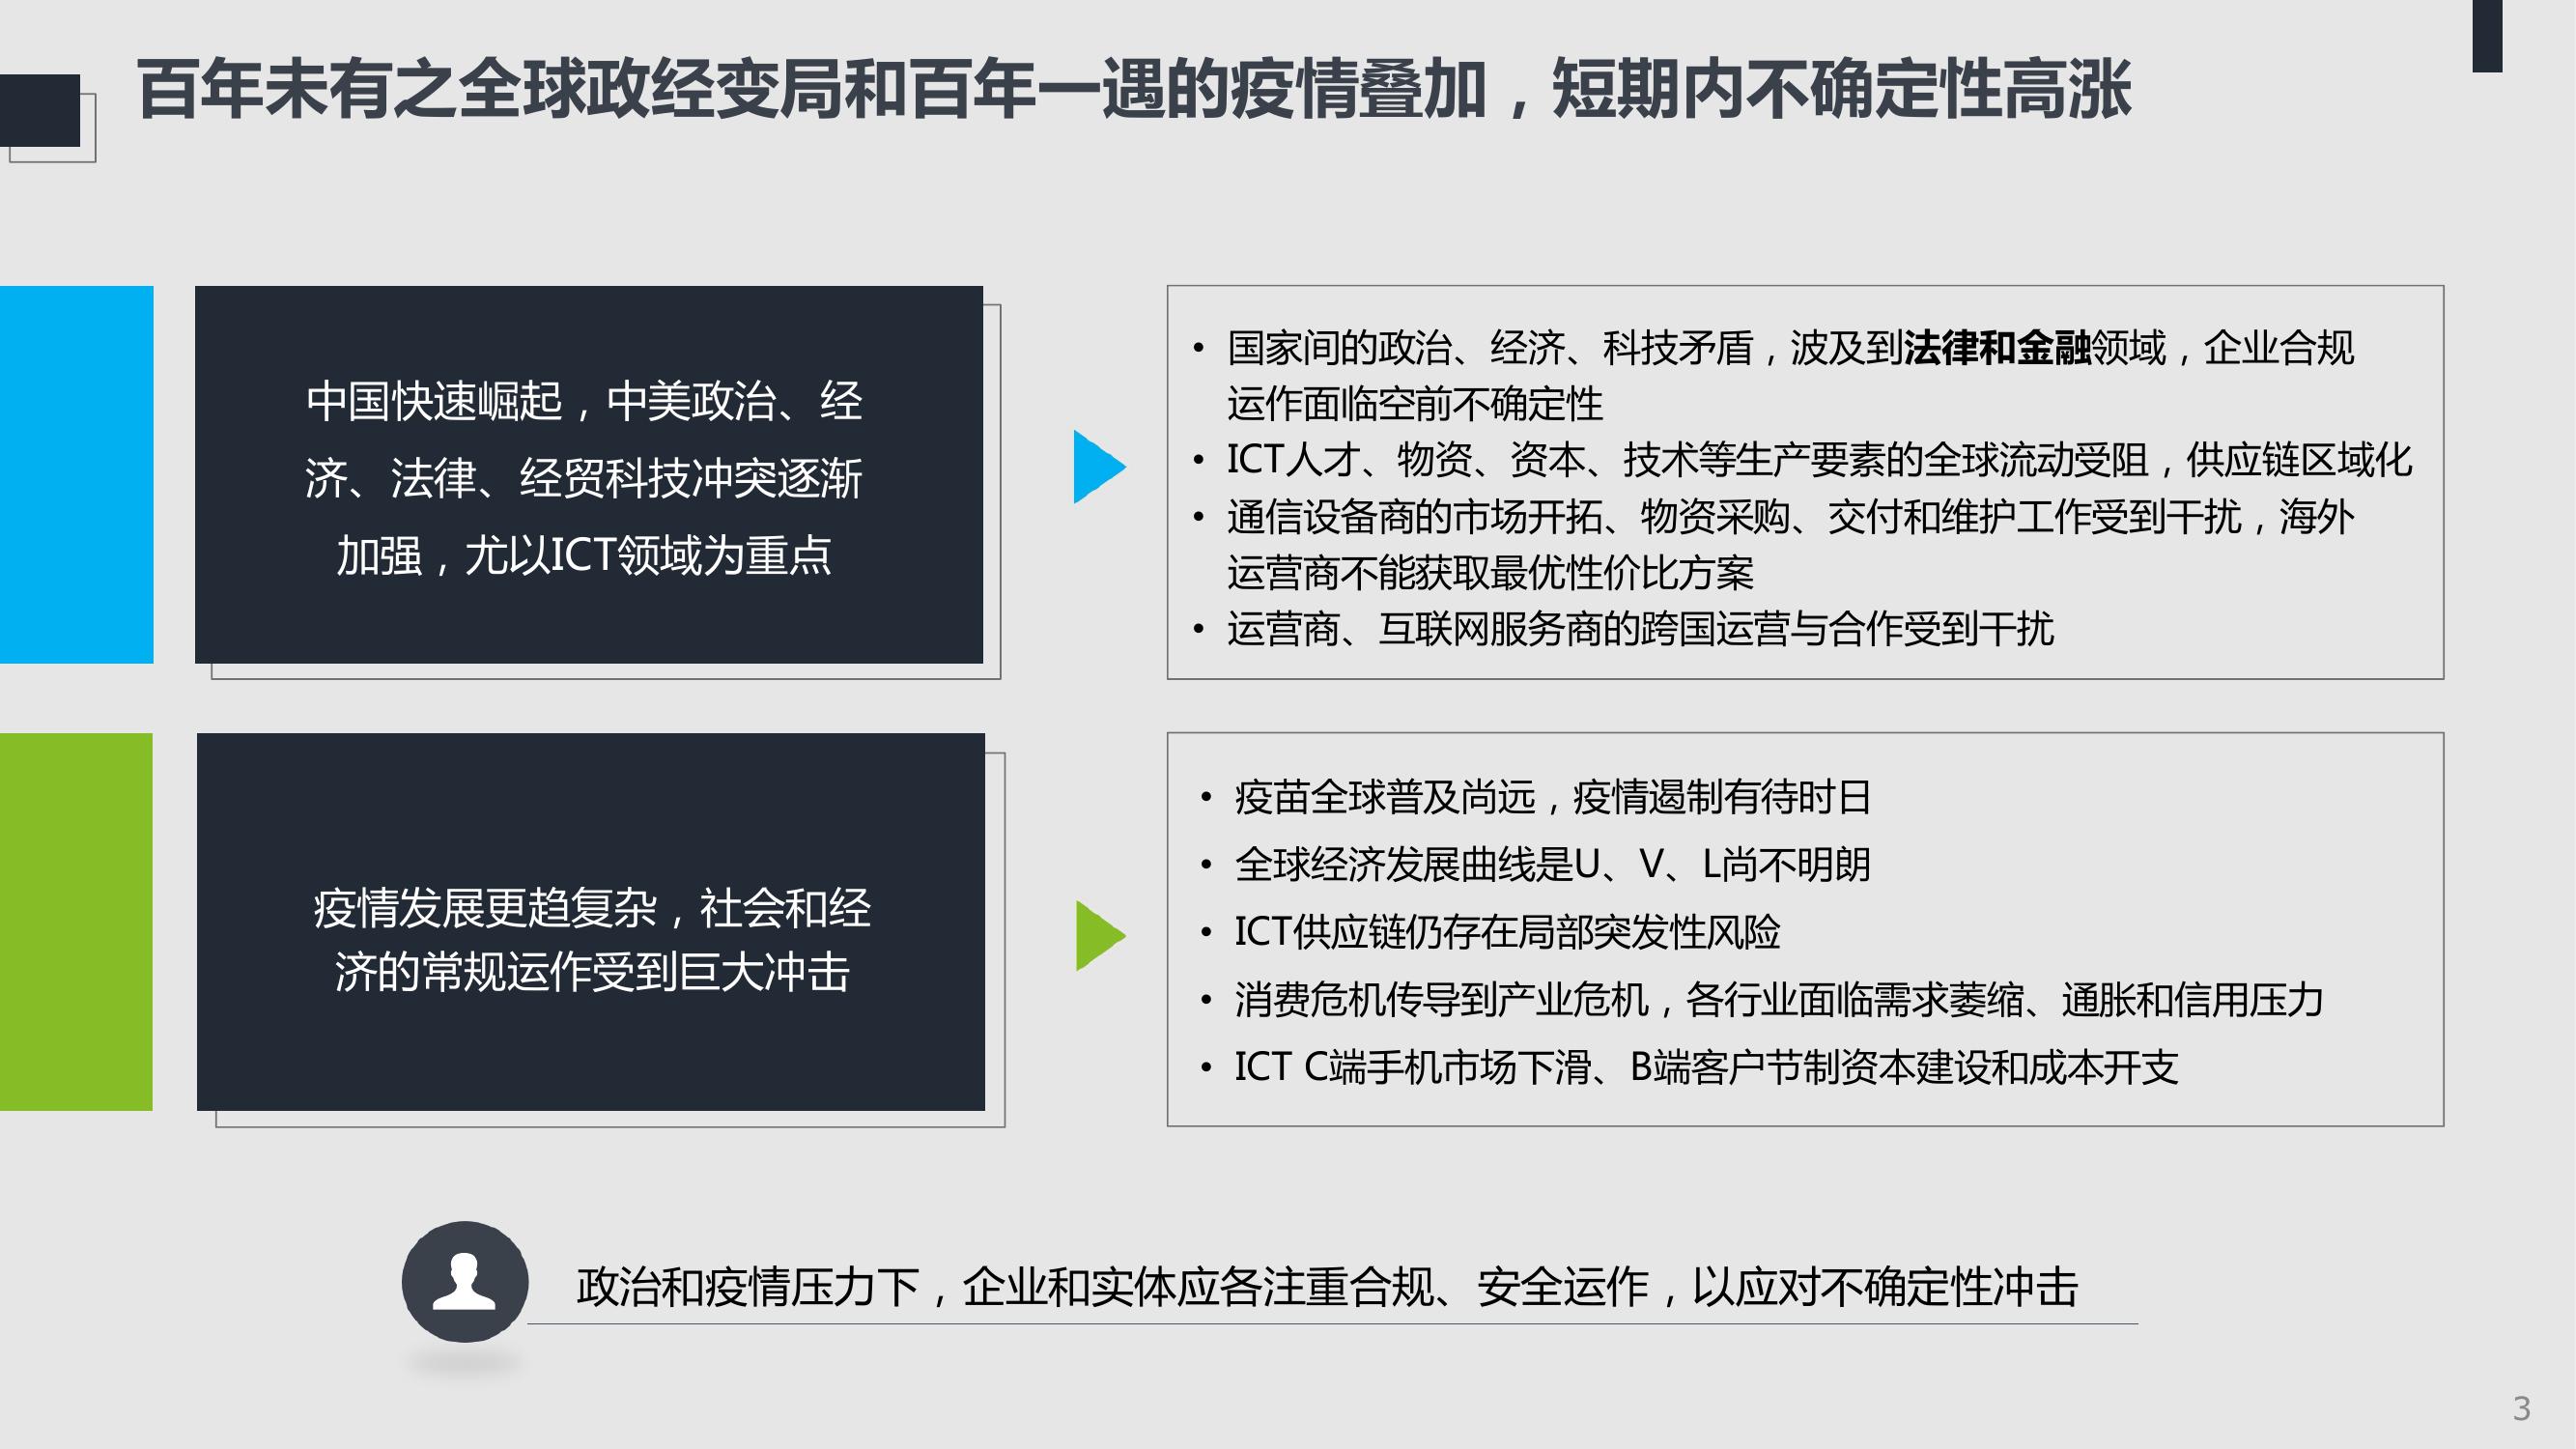 百年未有之全球政经变局和百年一遇的疫情叠加，短期内不确定性高涨
中国快速崛起，中美政治、经
济、法律、经贸科技冲突逐渐
加强，尤以ICT领域为重点
• 国家间的政治、经济、科技矛盾，波及到法律和金融领域，企业合规
运作面临空前不确定性
• ICT人才、物资、资本、技术等生产要素的全球流动受阻，供应链区域化
• 通信设备商的市场开拓、物资采购、交付和维护工作受到干扰，海外
运营商不能获取最优性价比方案
• 运营商、互联网服务商的跨国运营与合作受到干扰
疫情发展更趋复杂，社会和经
济的常规运作受到巨大冲击
• 疫苗全球普及尚远，疫情遏制有待时日
• 全球经济发展曲线是U、V、L尚不明朗
• ICT供应链仍存在局部突发性风险
• 消费危机传导到产业危机，各行业面临需求萎缩、通胀和信用压力
• ICT C端手机市场下滑、B端客户节制资本建设和成本开支
政治和疫情压力下，企业和实体应各注重合规、安全运作，以应对不确定性冲击
3